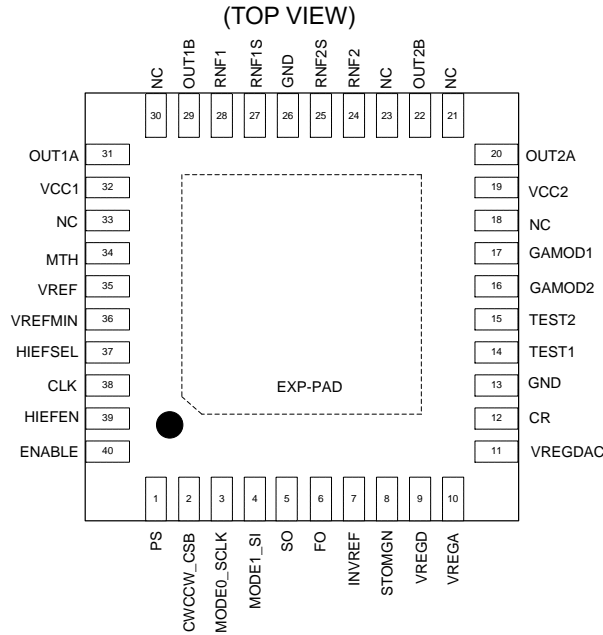 (TOP VIEW)
NC
OUT1B
RNF1
RNF1S
GND
RNF2S
RNF2
NC
OUT2B
NC
30 29 28 27 26 25 24 23 22 21
OUT1A 31 20 OUT2A
VCC1 32 19 VCC2
NC 33 18 NC
MTH 34 17 GAMOD1
VREF 35 16 GAMOD2
VREFMIN 36 15 TEST2
HIEFSEL 37 14 TEST1
CLK 38 EXP-PAD 13 GND
HIEFEN 39 12 CR
ENABLE 40 11 VREGDAC
1 2 3 4 5 6 7 8 9 10
PS
CWCCW_CSB
MODE0_SCLK
MODE1_SI
SO
FO
INVREF
STOMGN
VREGD
VREGA